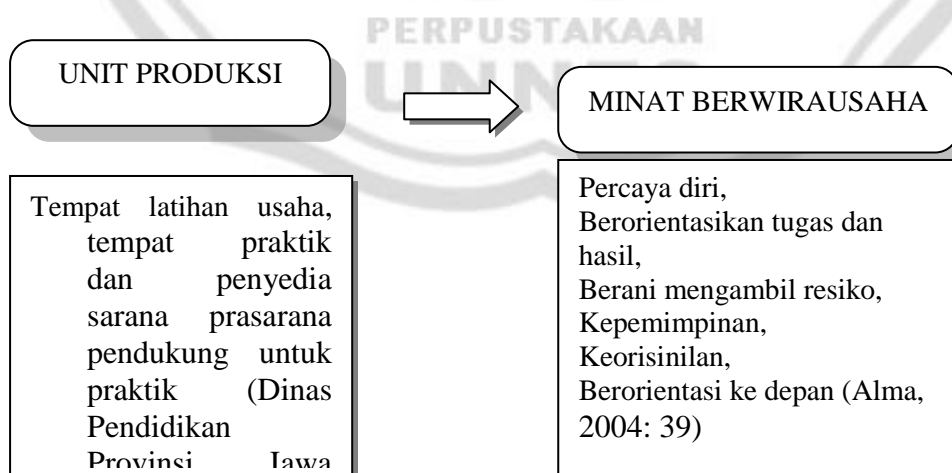 PERPUSTAKAAN
UNNES
UNIT PRODUKSI
MINAT BERWIRAUSAHA
Tempat latihan usaha,
tempat praktik
dan penyedia
sarana prasarana
pendukung untuk
praktik (Dinas
Pendidikan
Provinsi Jawa
Percaya diri,
Berorientasikan tugas dan
hasil,
Berani mengambil resiko,
Kepemimpinan,
Keorisinilan,
Berorientasi ke depan (Alma,
2004: 39)